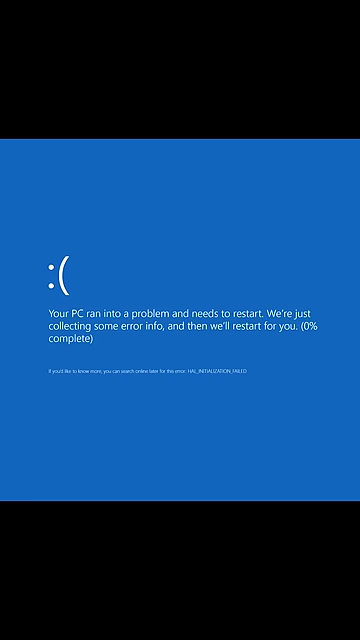 :(
Your PC ran into a problem and needs to restart. We're just
collecting some error info, and then we'll restart for you. (0%
complete)
If you'd like to know more, you can search online later for this error: HAL_INITIALIZATION_FAILED